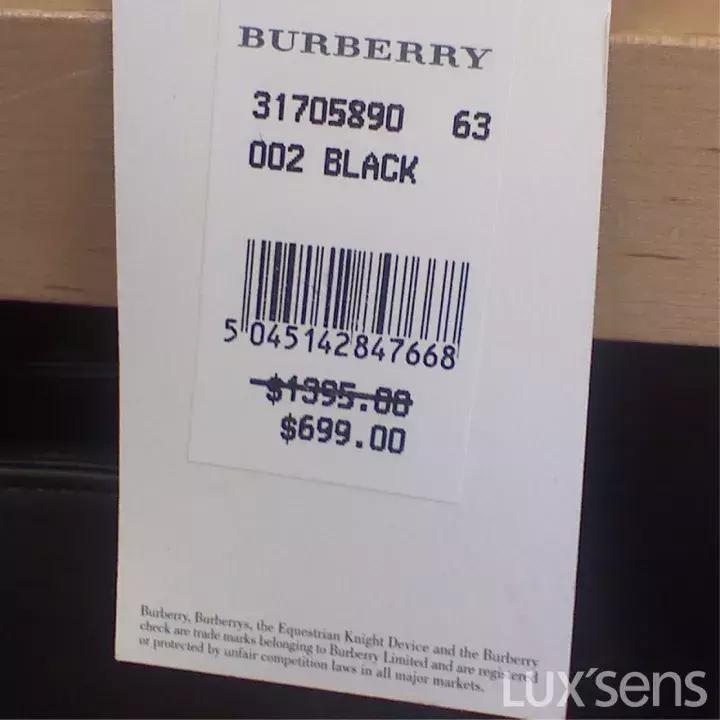 BURBERRY
31705890 63
002 BLACK
5 045142 847668
$1395.00
$699.00
Burberry, Burberrys, the Equestrian Knight Device and the Burberry
check are trade marks belonging to Burberry Limited and are registered
or protected by unfair competition laws in all major markets.
LUX'sens